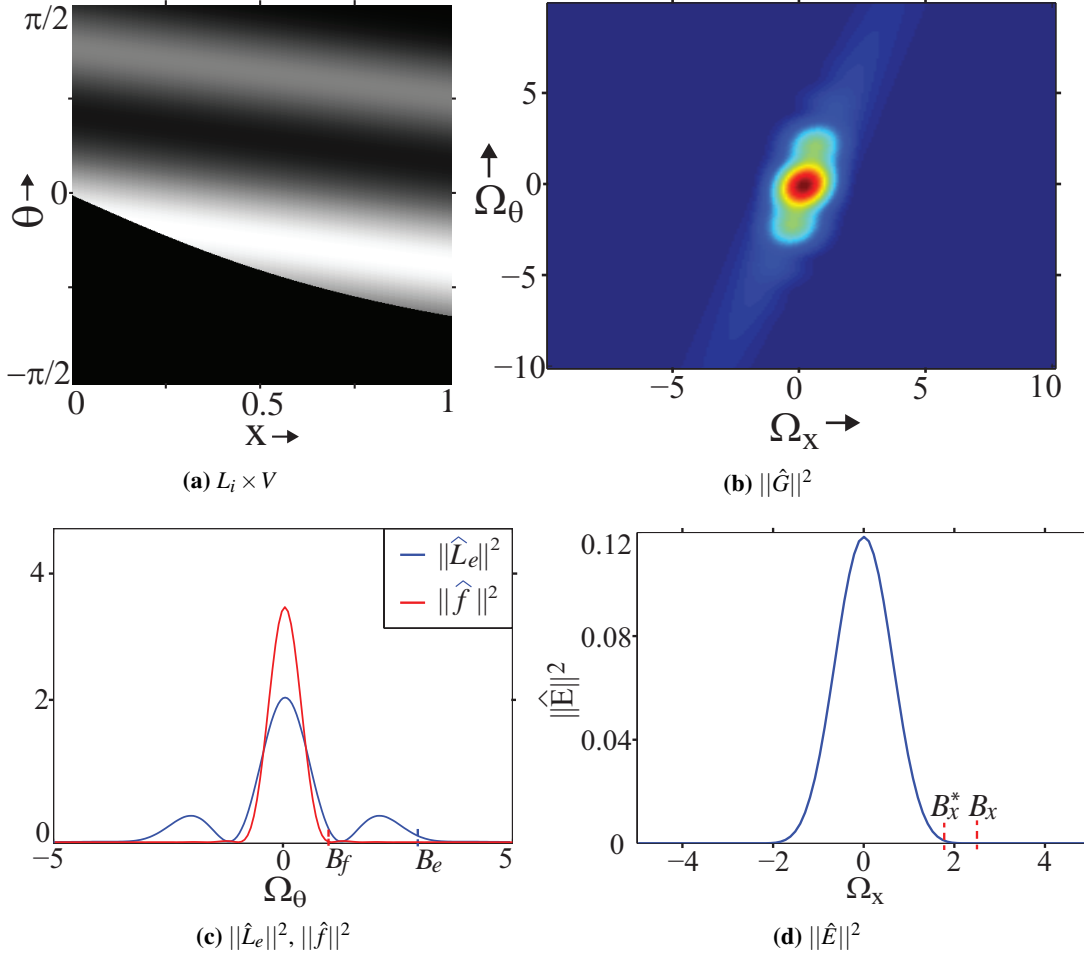 π/2
0
−π/2
θ→
0
0.5
1
X→
(a) L_i × V
5
0
−5
−10
Ω_θ →
−5
0
5
10
Ω_x →
(b) ||Ĝ||²
4
2
0
||L̂_e||²
||f̂||²
B_f
B_e
−5
0
5
Ω_θ
(c) ||L̂_e||², ||f̂||²
0.12
0.08
0.04
0
||Ê||²
B_x^* B_x
−4
−2
0
2
4
Ω_x
(d) ||Ê||²